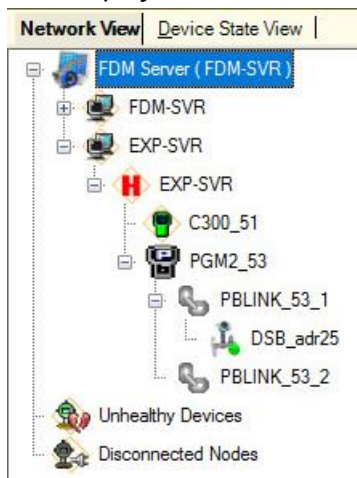 Network View Device State View
FDM Server ( FDM-SVR )
FDM-SVR
EXP-SVR
H EXP-SVR
C300_51
PGM2_53
PBLINK_53_1
DSB_adr25
PBLINK_53_2
Unhealthy Devices
Disconnected Nodes